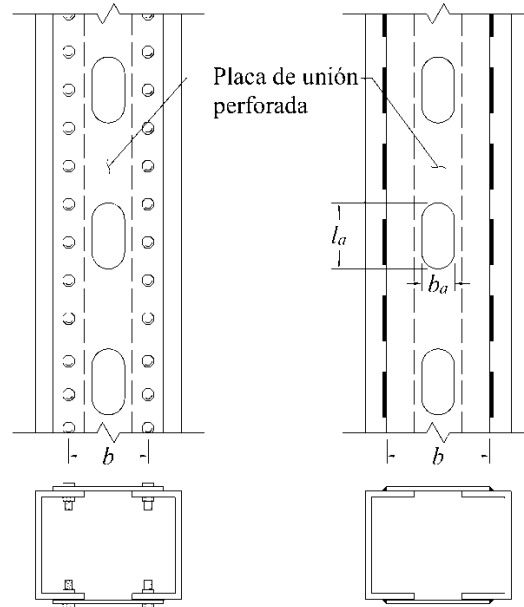 Placa de unión
perforada
lₐ
bₐ
b
b